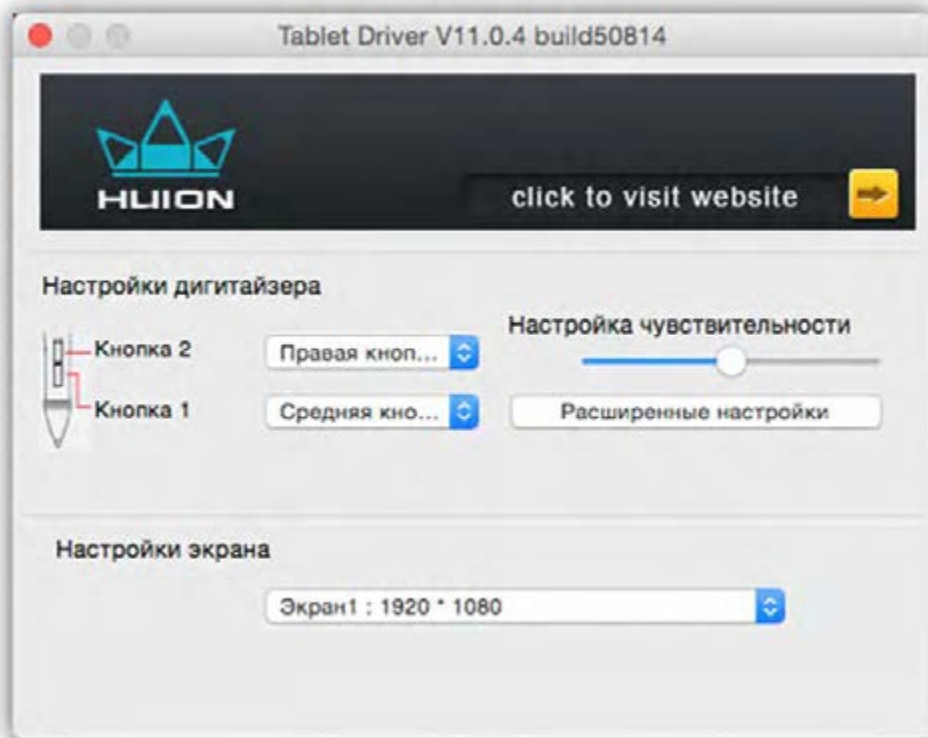 Tablet Driver V11.0.4 build50814
HUION
click to visit website
Настройки дигитайзера
Настройка чувствительности
Кнопка 2
Правая кноп...
Кнопка 1
Средняя кно...
Расширенные настройки
Настройки экрана
Экран1 : 1920 * 1080